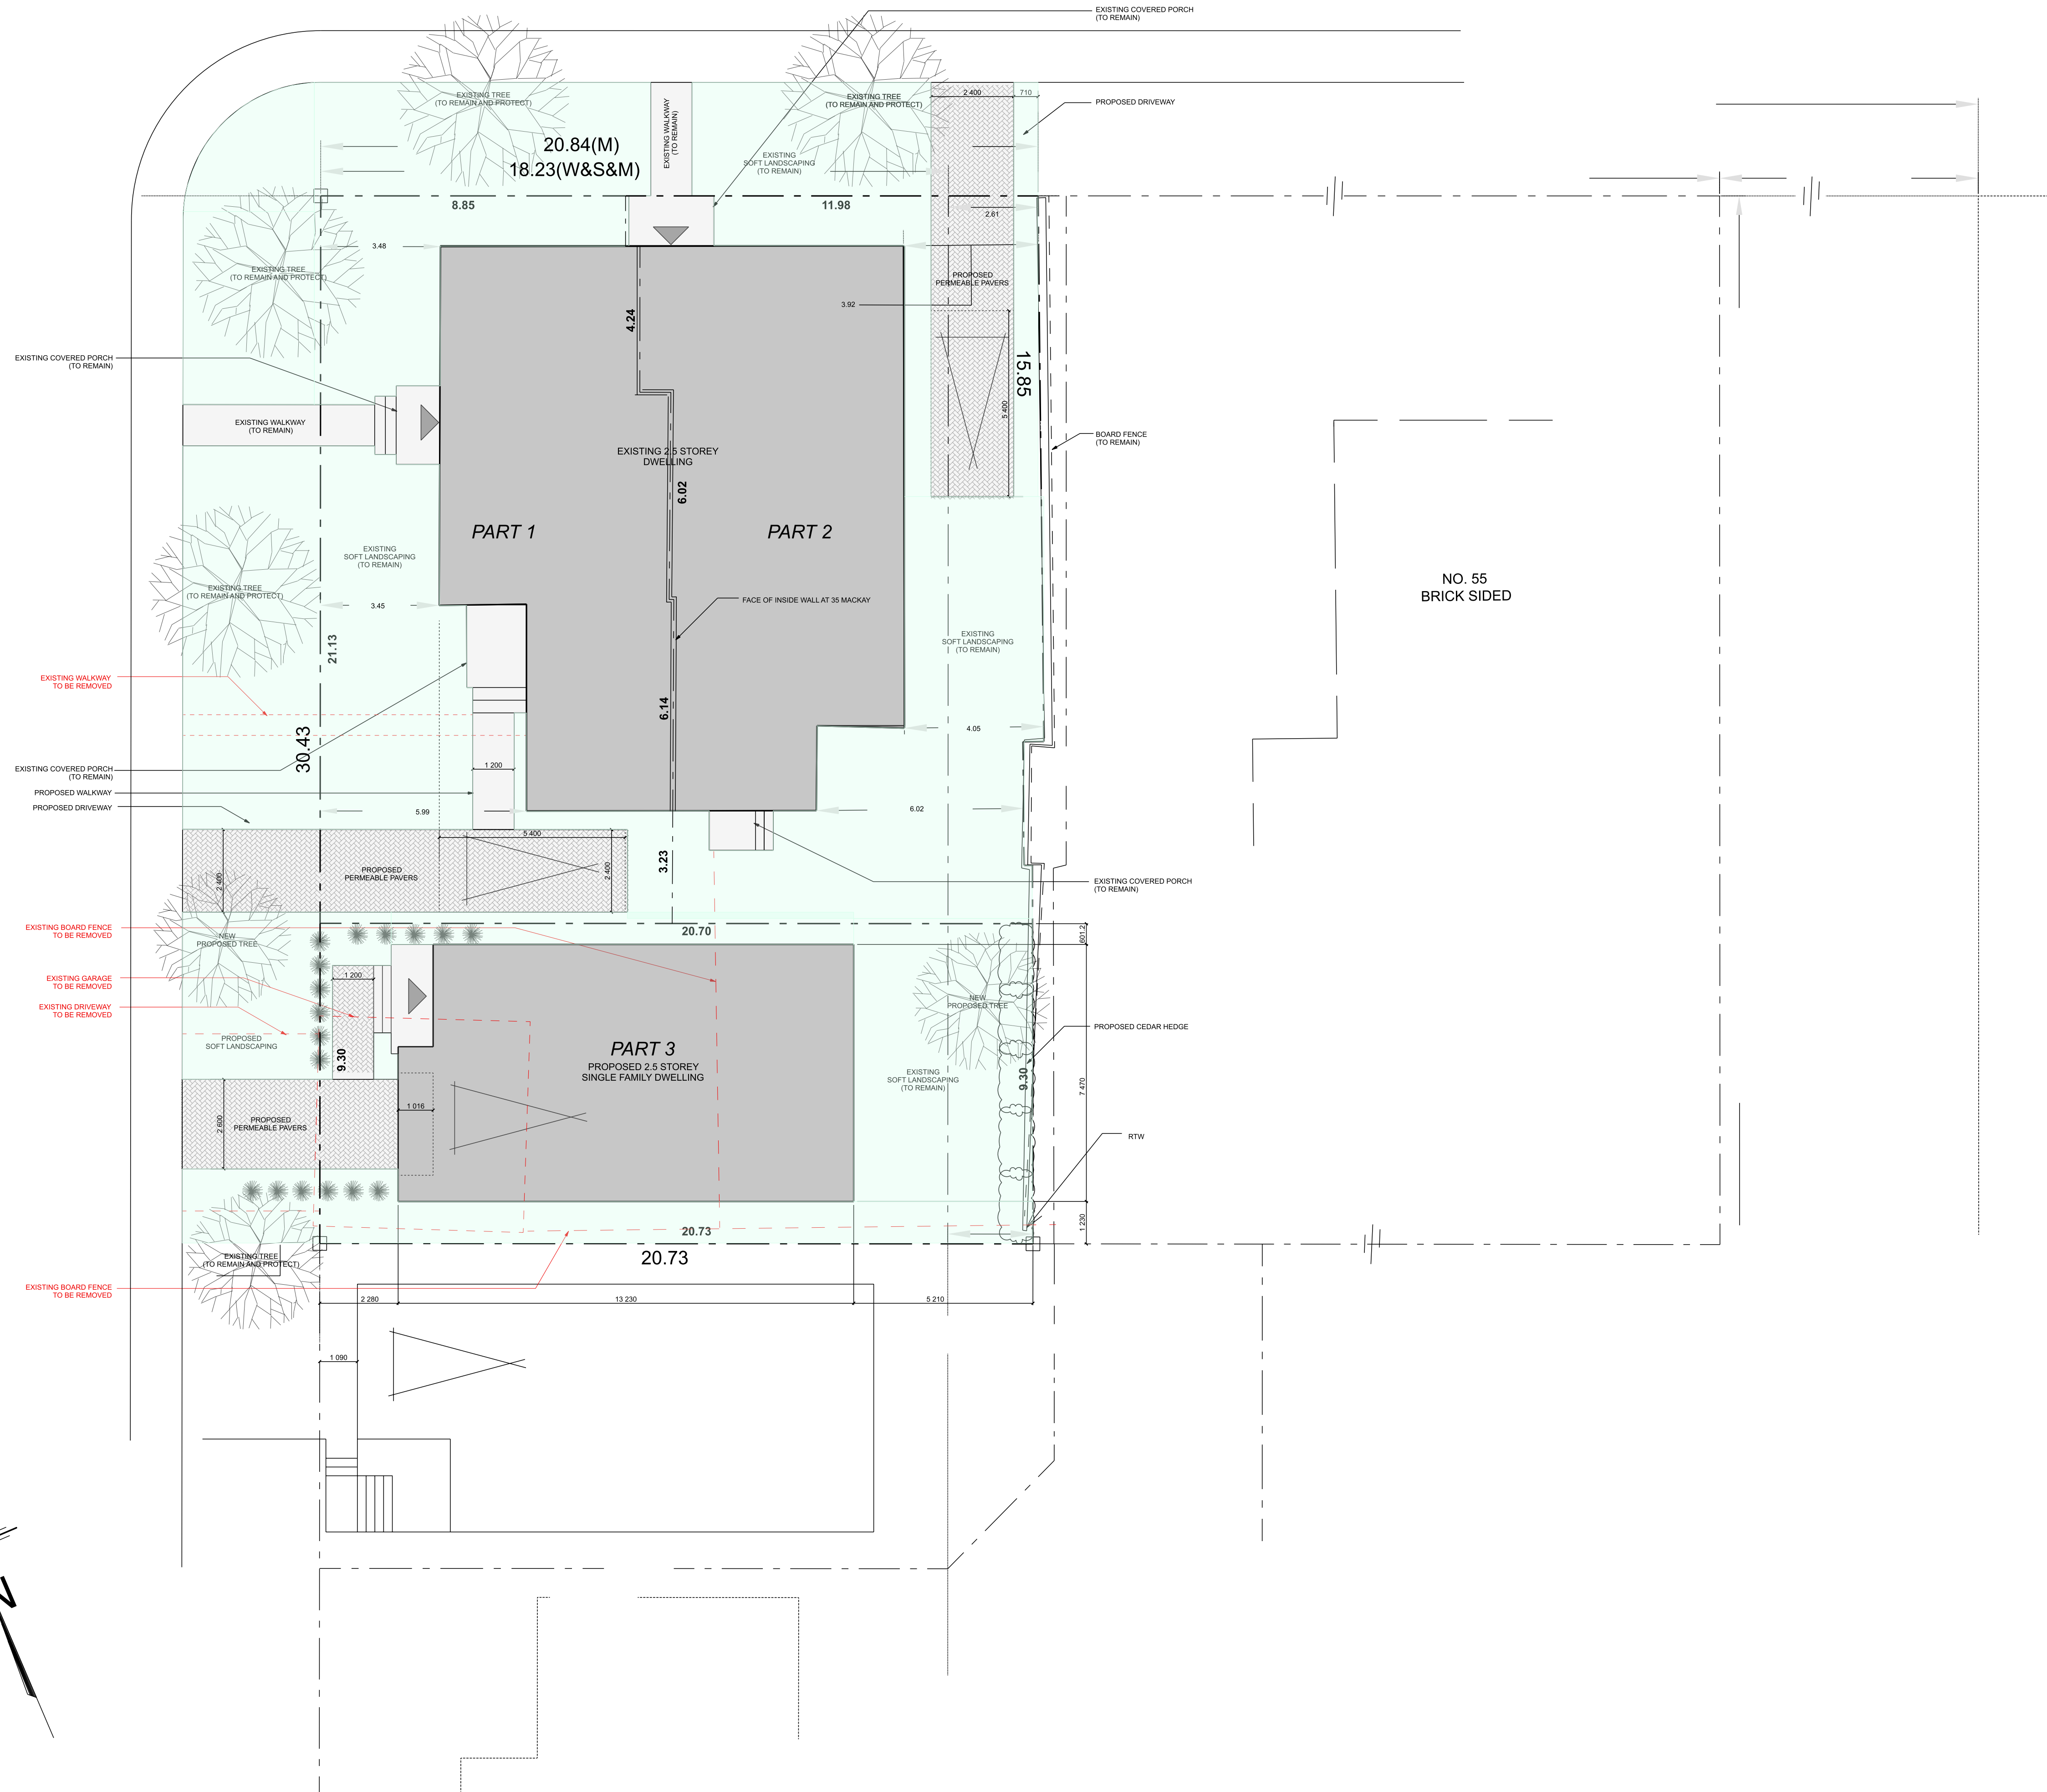 EXISTING COVERED PORCH
(TO REMAIN)
EXISTING TREE
(TO REMAIN AND PROTECT)
EXISTING WALKWAY
(TO REMAIN)
EXISTING TREE
(TO REMAIN AND PROTECT)
2 400
710
PROPOSED DRIVEWAY
20.84(M)
18.23(W&S&M)
EXISTING
SOFT LANDSCAPING
(TO REMAIN)
8.85
11.98
2.61
3.48
EXISTING TREE
(TO REMAIN AND PROTECT)
PROPOSED
PERMEABLE PAVERS
3.92
4.24
15.85
5 400
EXISTING COVERED PORCH
(TO REMAIN)
EXISTING WALKWAY
(TO REMAIN)
BOARD FENCE
(TO REMAIN)
EXISTING 2.5 STOREY
DWELLING
6.02
PART 1
PART 2
EXISTING
SOFT LANDSCAPING
(TO REMAIN)
NO. 55
BRICK SIDED
EXISTING TREE
(TO REMAIN AND PROTECT)
3.45
FACE OF INSIDE WALL AT 35 MACKAY
21.13
EXISTING
SOFT LANDSCAPING
(TO REMAIN)
EXISTING WALKWAY
TO BE REMOVED
6.14
4.05
30.43
EXISTING COVERED PORCH
(TO REMAIN)
1 200
PROPOSED WALKWAY
PROPOSED DRIVEWAY
5.99
6.02
5 400
2 400
PROPOSED
PERMEABLE PAVERS
2 400
3.23
EXISTING COVERED PORCH
(TO REMAIN)
EXISTING BOARD FENCE
TO BE REMOVED
20.70
601.2
NEW
PROPOSED TREE
EXISTING GARAGE
TO BE REMOVED
1 200
NEW
PROPOSED TREE
EXISTING DRIVEWAY
TO BE REMOVED
PROPOSED CEDAR HEDGE
PROPOSED
SOFT LANDSCAPING
9.30
PART 3
PROPOSED 2.5 STOREY
SINGLE FAMILY DWELLING
EXISTING
SOFT LANDSCAPING
(TO REMAIN)
9.30
7 470
1 016
2 600
PROPOSED
PERMEABLE PAVERS
RTW
1 230
20.73
EXISTING TREE
(TO REMAIN AND PROTECT)
20.73
EXISTING BOARD FENCE
TO BE REMOVED
2 280
13 230
5 210
1 090